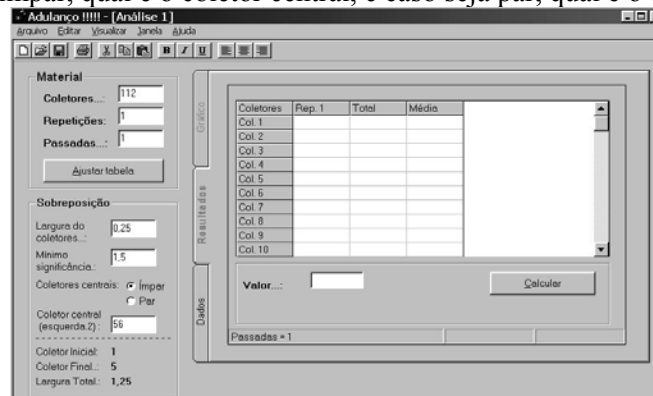 ímpar, qual é o coletor central, e caso seja par, qual é o
Adulanço !!!!! - [Análise 1]
Arquivo Editar Visualizar Janela Ajuda
B I U
Material
Coletores...: 112
Repetições: 1
Passadas...: 1
Ajustar tabela
Sobreposição
Largura do
coletores...: 0,25
Mínimo
significância.: 1,5
Coletores centrais: Ímpar
Par
Coletor central
(esquerda.2) : 56
Coletor Inicial: 1
Coletor Final..: 5
Largura Total.: 1,25
Gráfico
Resultados
Dados
Coletores Rep. 1 Total Média
Col. 1
Col. 2
Col. 3
Col. 4
Col. 5
Col. 6
Col. 7
Col. 8
Col. 9
Col. 10
Valor...:
Calcular
Passadas = 1